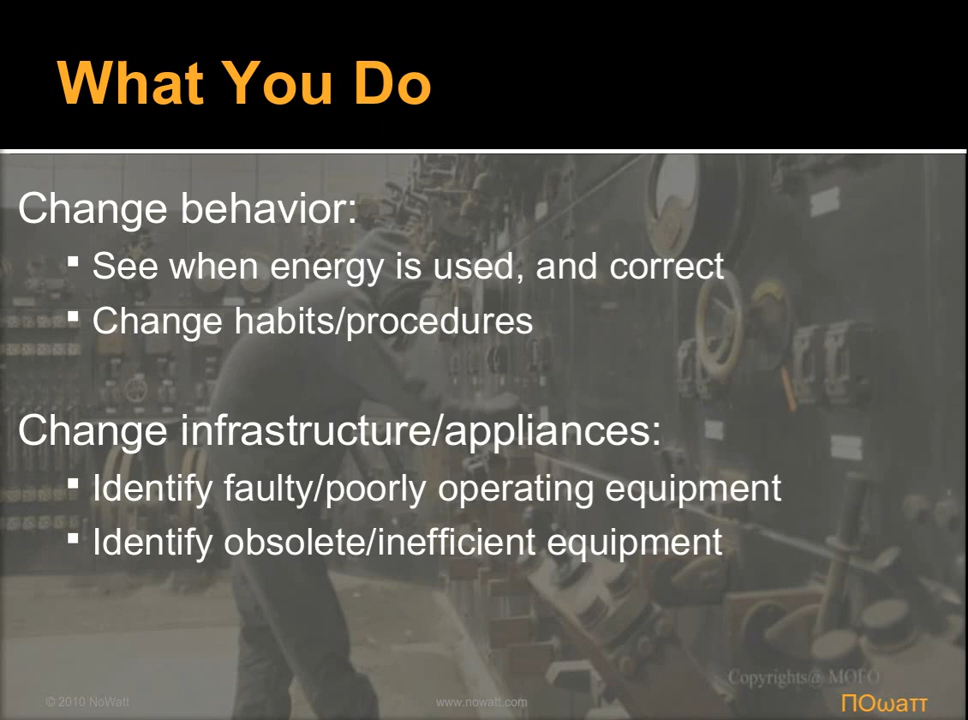 What You Do
Change behavior:
▪ See when energy is used, and correct
▪ Change habits/procedures
Change infrastructure/appliances:
▪ Identify faulty/poorly operating equipment
▪ Identify obsolete/inefficient equipment
Copyrights@ MOFO
© 2010 NoWatt
www.nowatt.com
ΠΟωαττ